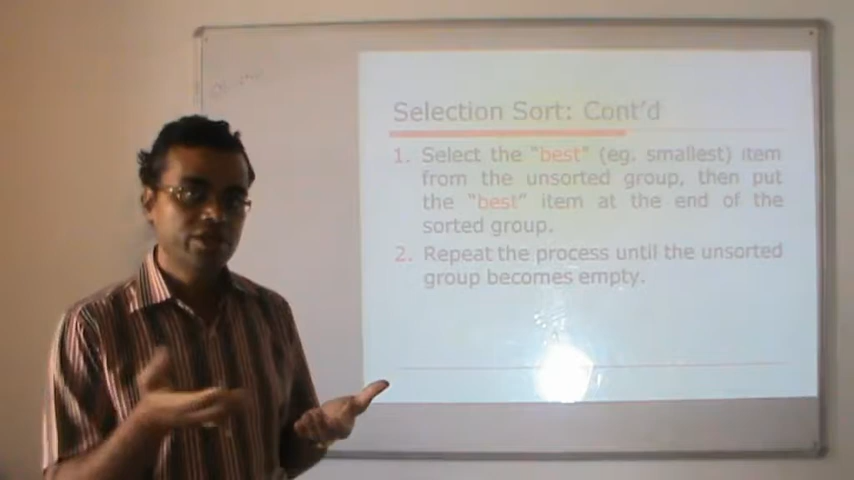 Selection Sort: Cont'd
1. Select the "best" (eg. smallest) item
from the unsorted group, then put
the "best" item at the end of the
sorted group.
2. Repeat the process until the unsorted
group becomes empty.